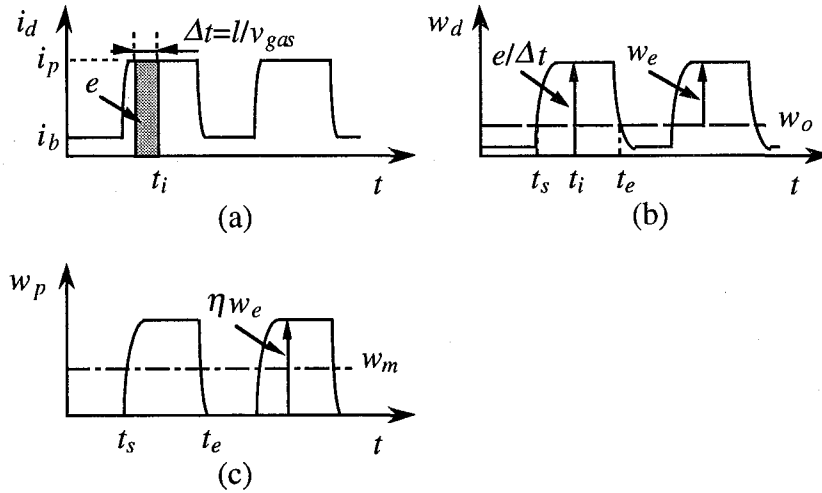 i_d
Δt=l/v_gas
i_p
e
i_b
t_i
t
(a)
w_d
e/Δt
w_e
w_o
t_s
t_i
t_e
t
(b)
w_p
ηw_e
w_m
t_s
t_e
t
(c)